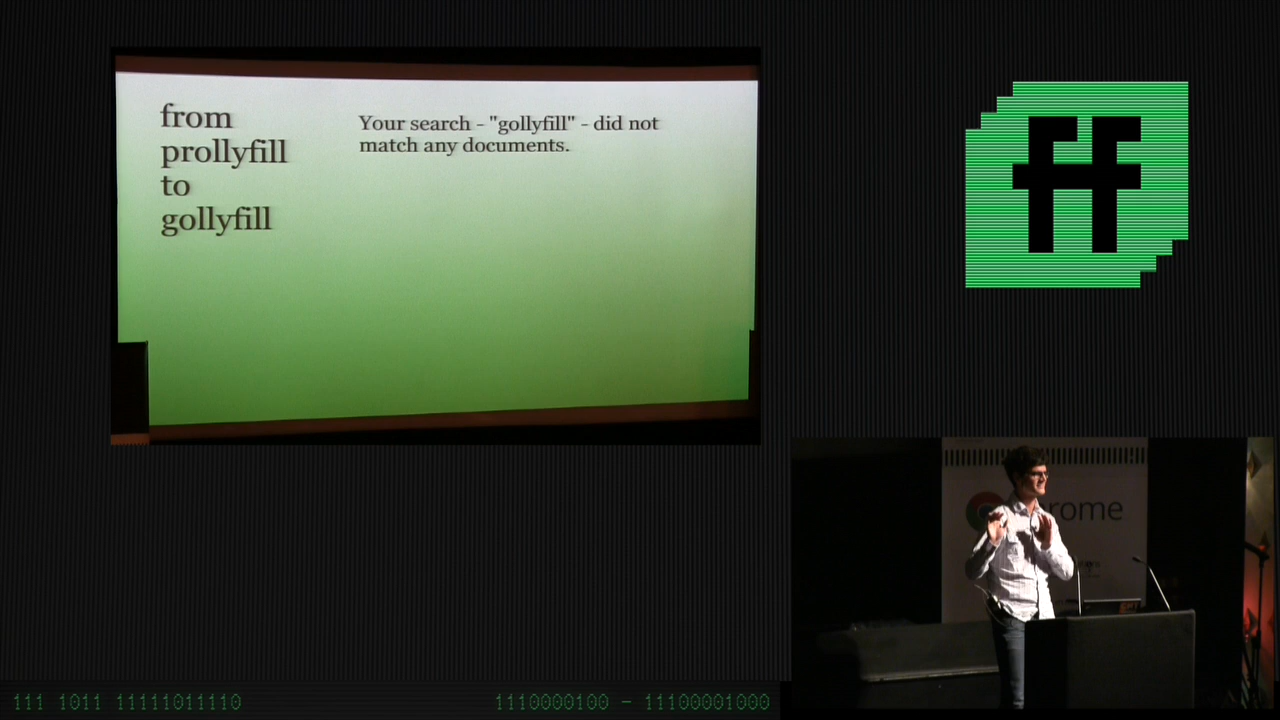 from
prollyfill
to
gollyfill
Your search - "gollyfill" - did not
match any documents.
ff
rome
111 1011 11111011110
1110000100 - 11100001000